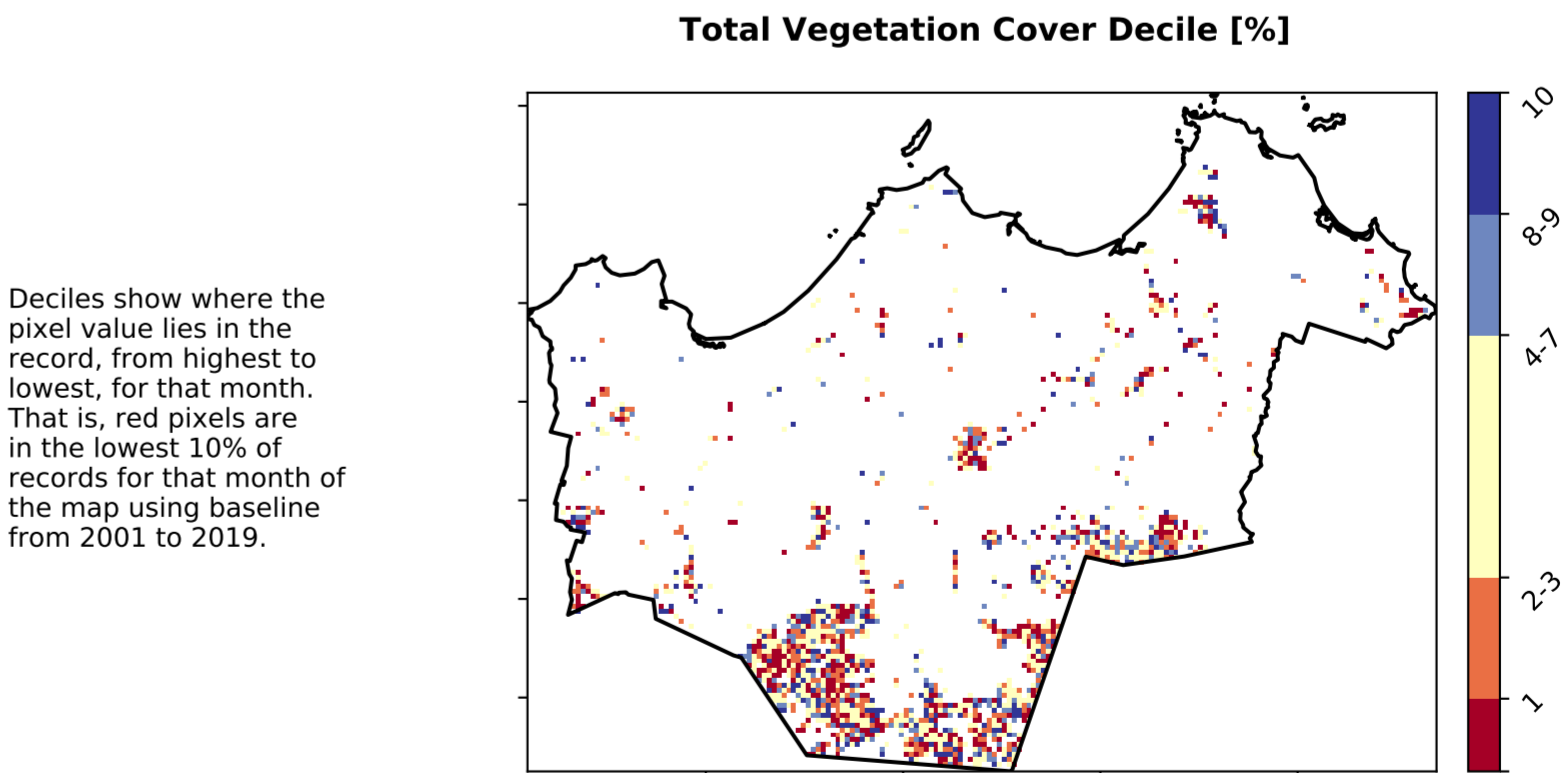 Total Vegetation Cover Decile [%]
Deciles show where the
pixel value lies in the
record, from highest to
lowest, for that month.
That is, red pixels are
in the lowest 10% of
records for that month of
the map using baseline
from 2001 to 2019.
10
8-9
4-7
2-3
1